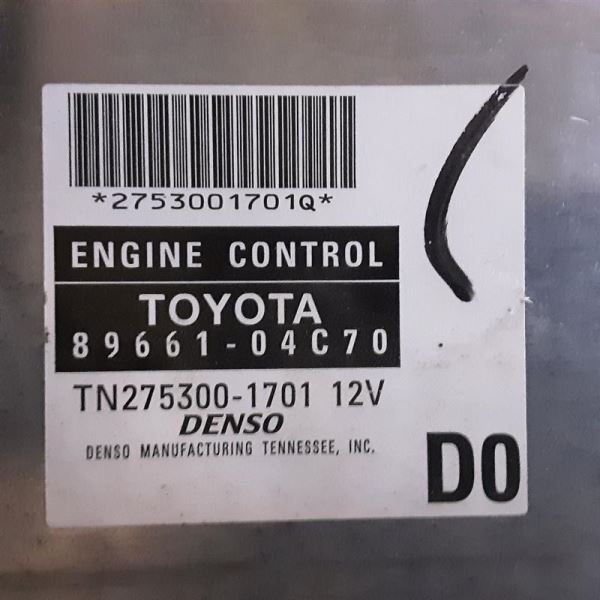 *2753001701Q*
ENGINE CONTROL
TOYOTA
89661-04C70
TN275300-1701 12V
DENSO
DENSO MANUFACTURING TENNESSEE, INC.
D0